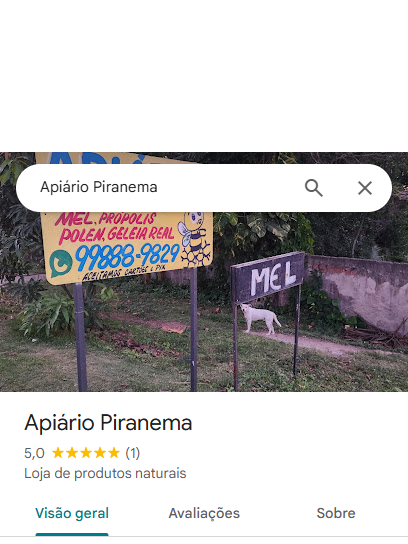 Apiário Piranema
MEL, PROPOLIS
POLEN, GELEIA REAL
99888-9829
ACEITAMOS CARTÕES e PIX
MEL
Apiário Piranema
5,0 (1)
Loja de produtos naturais
Visão geral Avaliações Sobre